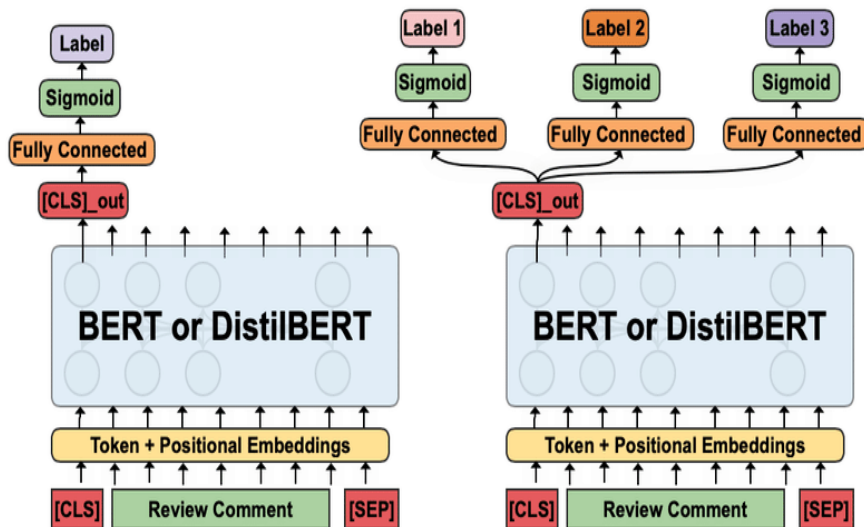 Label
Sigmoid
Fully Connected
[CLS]_out
BERT or DistilBERT
Token + Positional Embeddings
[CLS] Review Comment [SEP]
Label 1 Label 2 Label 3
Sigmoid Sigmoid Sigmoid
Fully Connected Fully Connected Fully Connected
[CLS]_out
BERT or DistilBERT
Token + Positional Embeddings
[CLS] Review Comment [SEP]